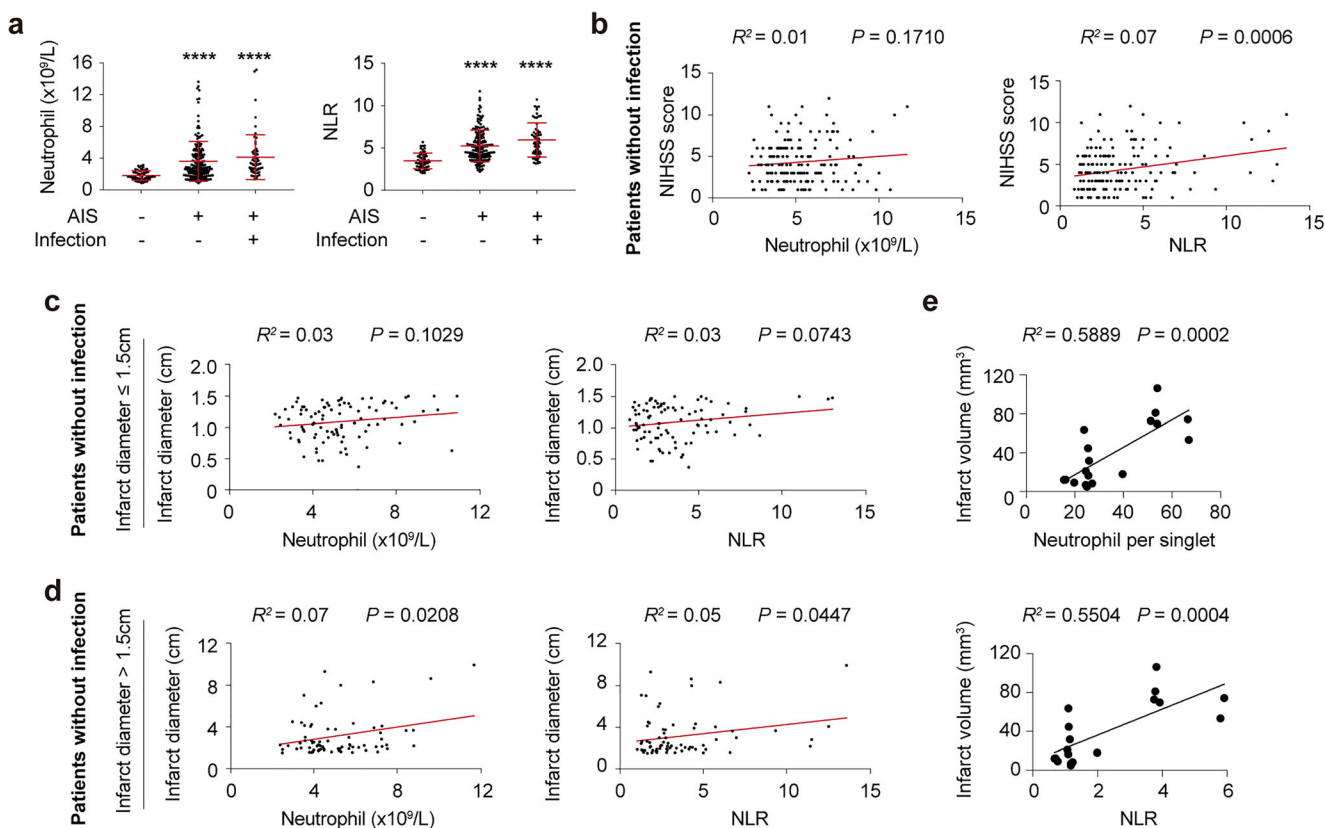 a
Neutrophil (x10⁹/L)
16
12
8
4
0
**** ****
AIS - + +
Infection - - +
NLR
15
10
5
0
**** ****
AIS - + +
Infection - - +
b
Patients without infection
R² = 0.01 P = 0.1710
NIHSS score
15
10
5
0
0 5 10 15
Neutrophil (x10⁹/L)
R² = 0.07 P = 0.0006
NIHSS score
15
10
5
0
0 5 10 15
NLR
c
Patients without infection
Infarct diameter ≤ 1.5cm
R² = 0.03 P = 0.1029
Infarct diameter (cm)
2.0
1.5
1.0
0.5
0
0 4 8 12
Neutrophil (x10⁹/L)
R² = 0.03 P = 0.0743
Infarct diameter (cm)
2.0
1.5
1.0
0.5
0
0 5 10 15
NLR
e
R² = 0.5889 P = 0.0002
Infarct volume (mm³)
120
80
40
0
0 20 40 60 80
Neutrophil per singlet
d
Patients without infection
Infarct diameter > 1.5cm
R² = 0.07 P = 0.0208
Infarct diameter (cm)
12
8
4
0
0 4 8 12
Neutrophil (x10⁹/L)
R² = 0.05 P = 0.0447
Infarct diameter (cm)
12
8
4
0
0 5 10 15
NLR
R² = 0.5504 P = 0.0004
Infarct volume (mm³)
120
80
40
0
0 2 4 6
NLR